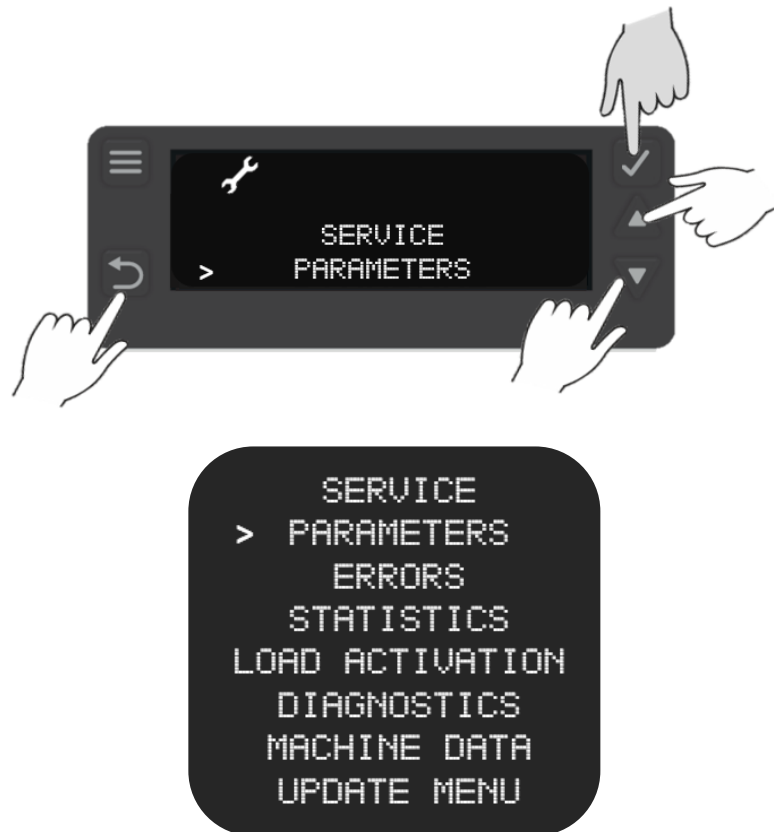 SERVICE
> PARAMETERS
SERVICE
> PARAMETERS
ERRORS
STATISTICS
LOAD ACTIVATION
DIAGNOSTICS
MACHINE DATA
UPDATE MENU